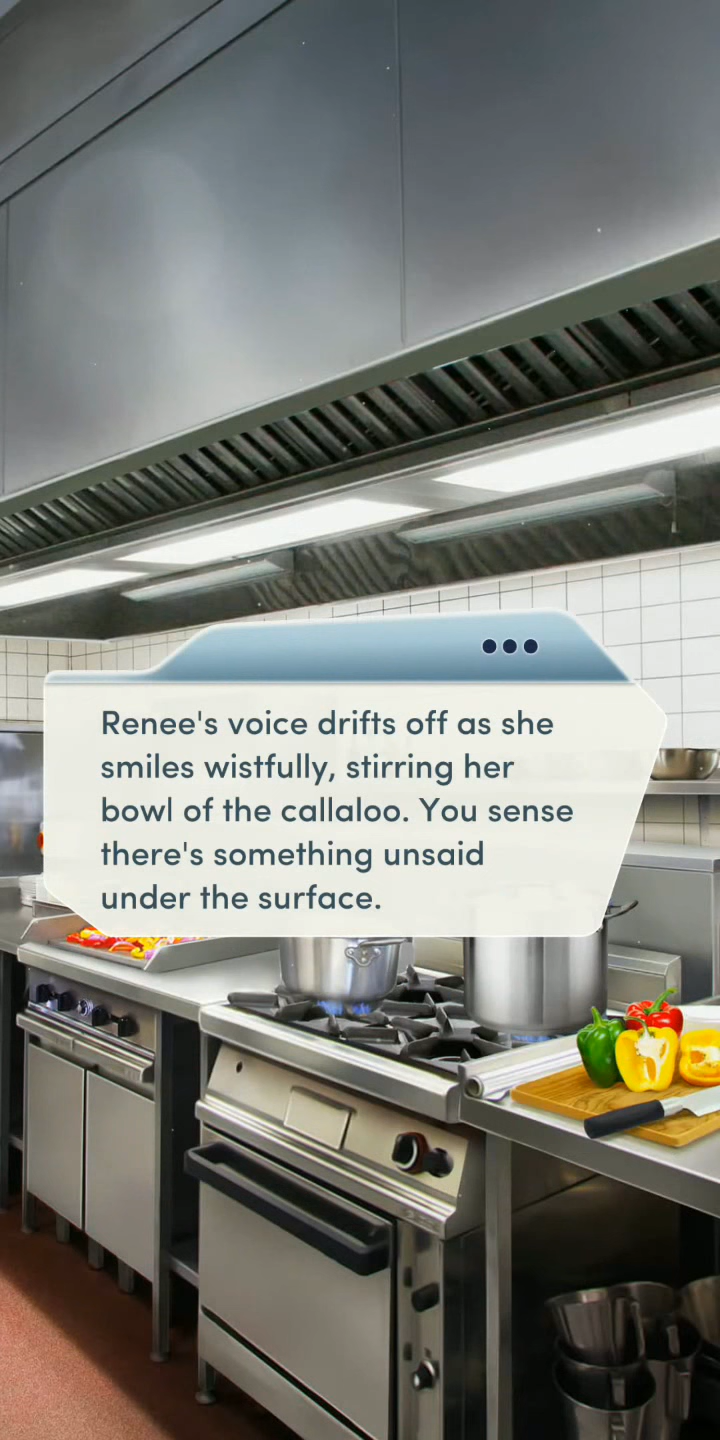 Renee's voice drifts off as she
smiles wistfully, stirring her
bowl of the callaloo. You sense
there's something unsaid
under the surface.